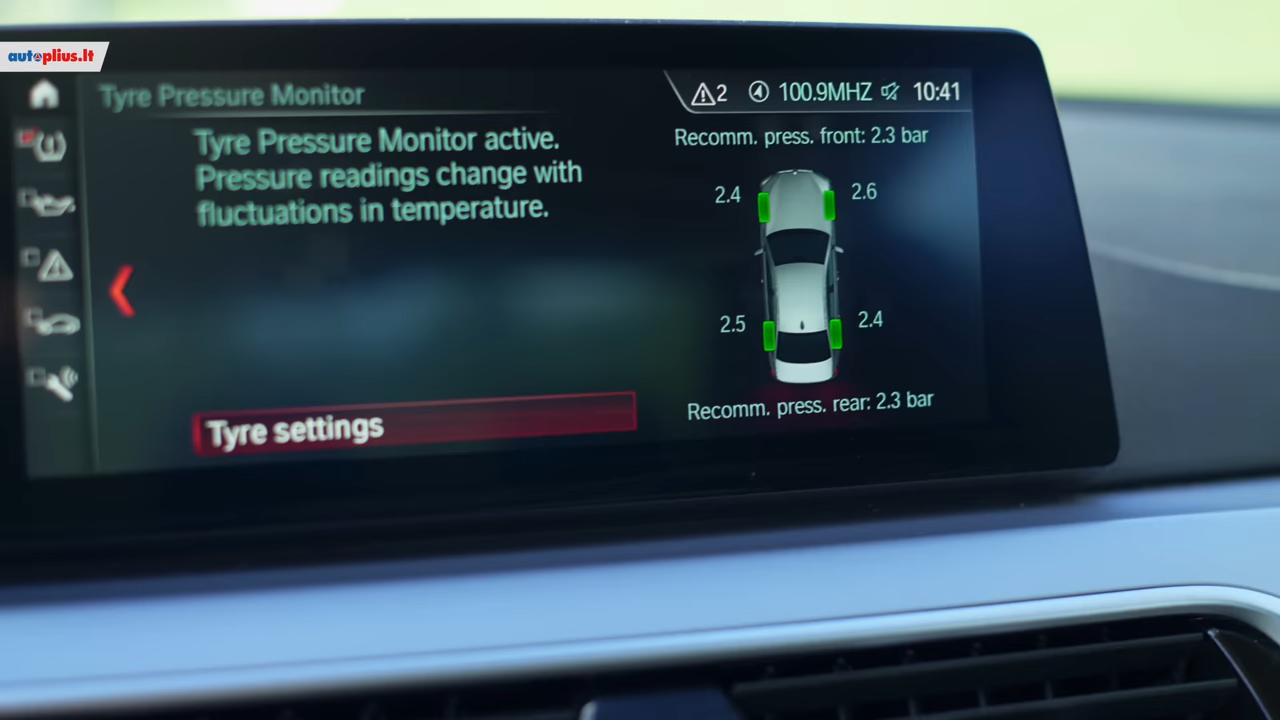 autoplius.lt
Tyre Pressure Monitor
2 100.9MHZ 10:41
Tyre Pressure Monitor active.
Pressure readings change with
fluctuations in temperature.
Recomm. press. front: 2.3 bar
2.4 2.6
2.5 2.4
Recomm. press. rear: 2.3 bar
Tyre settings